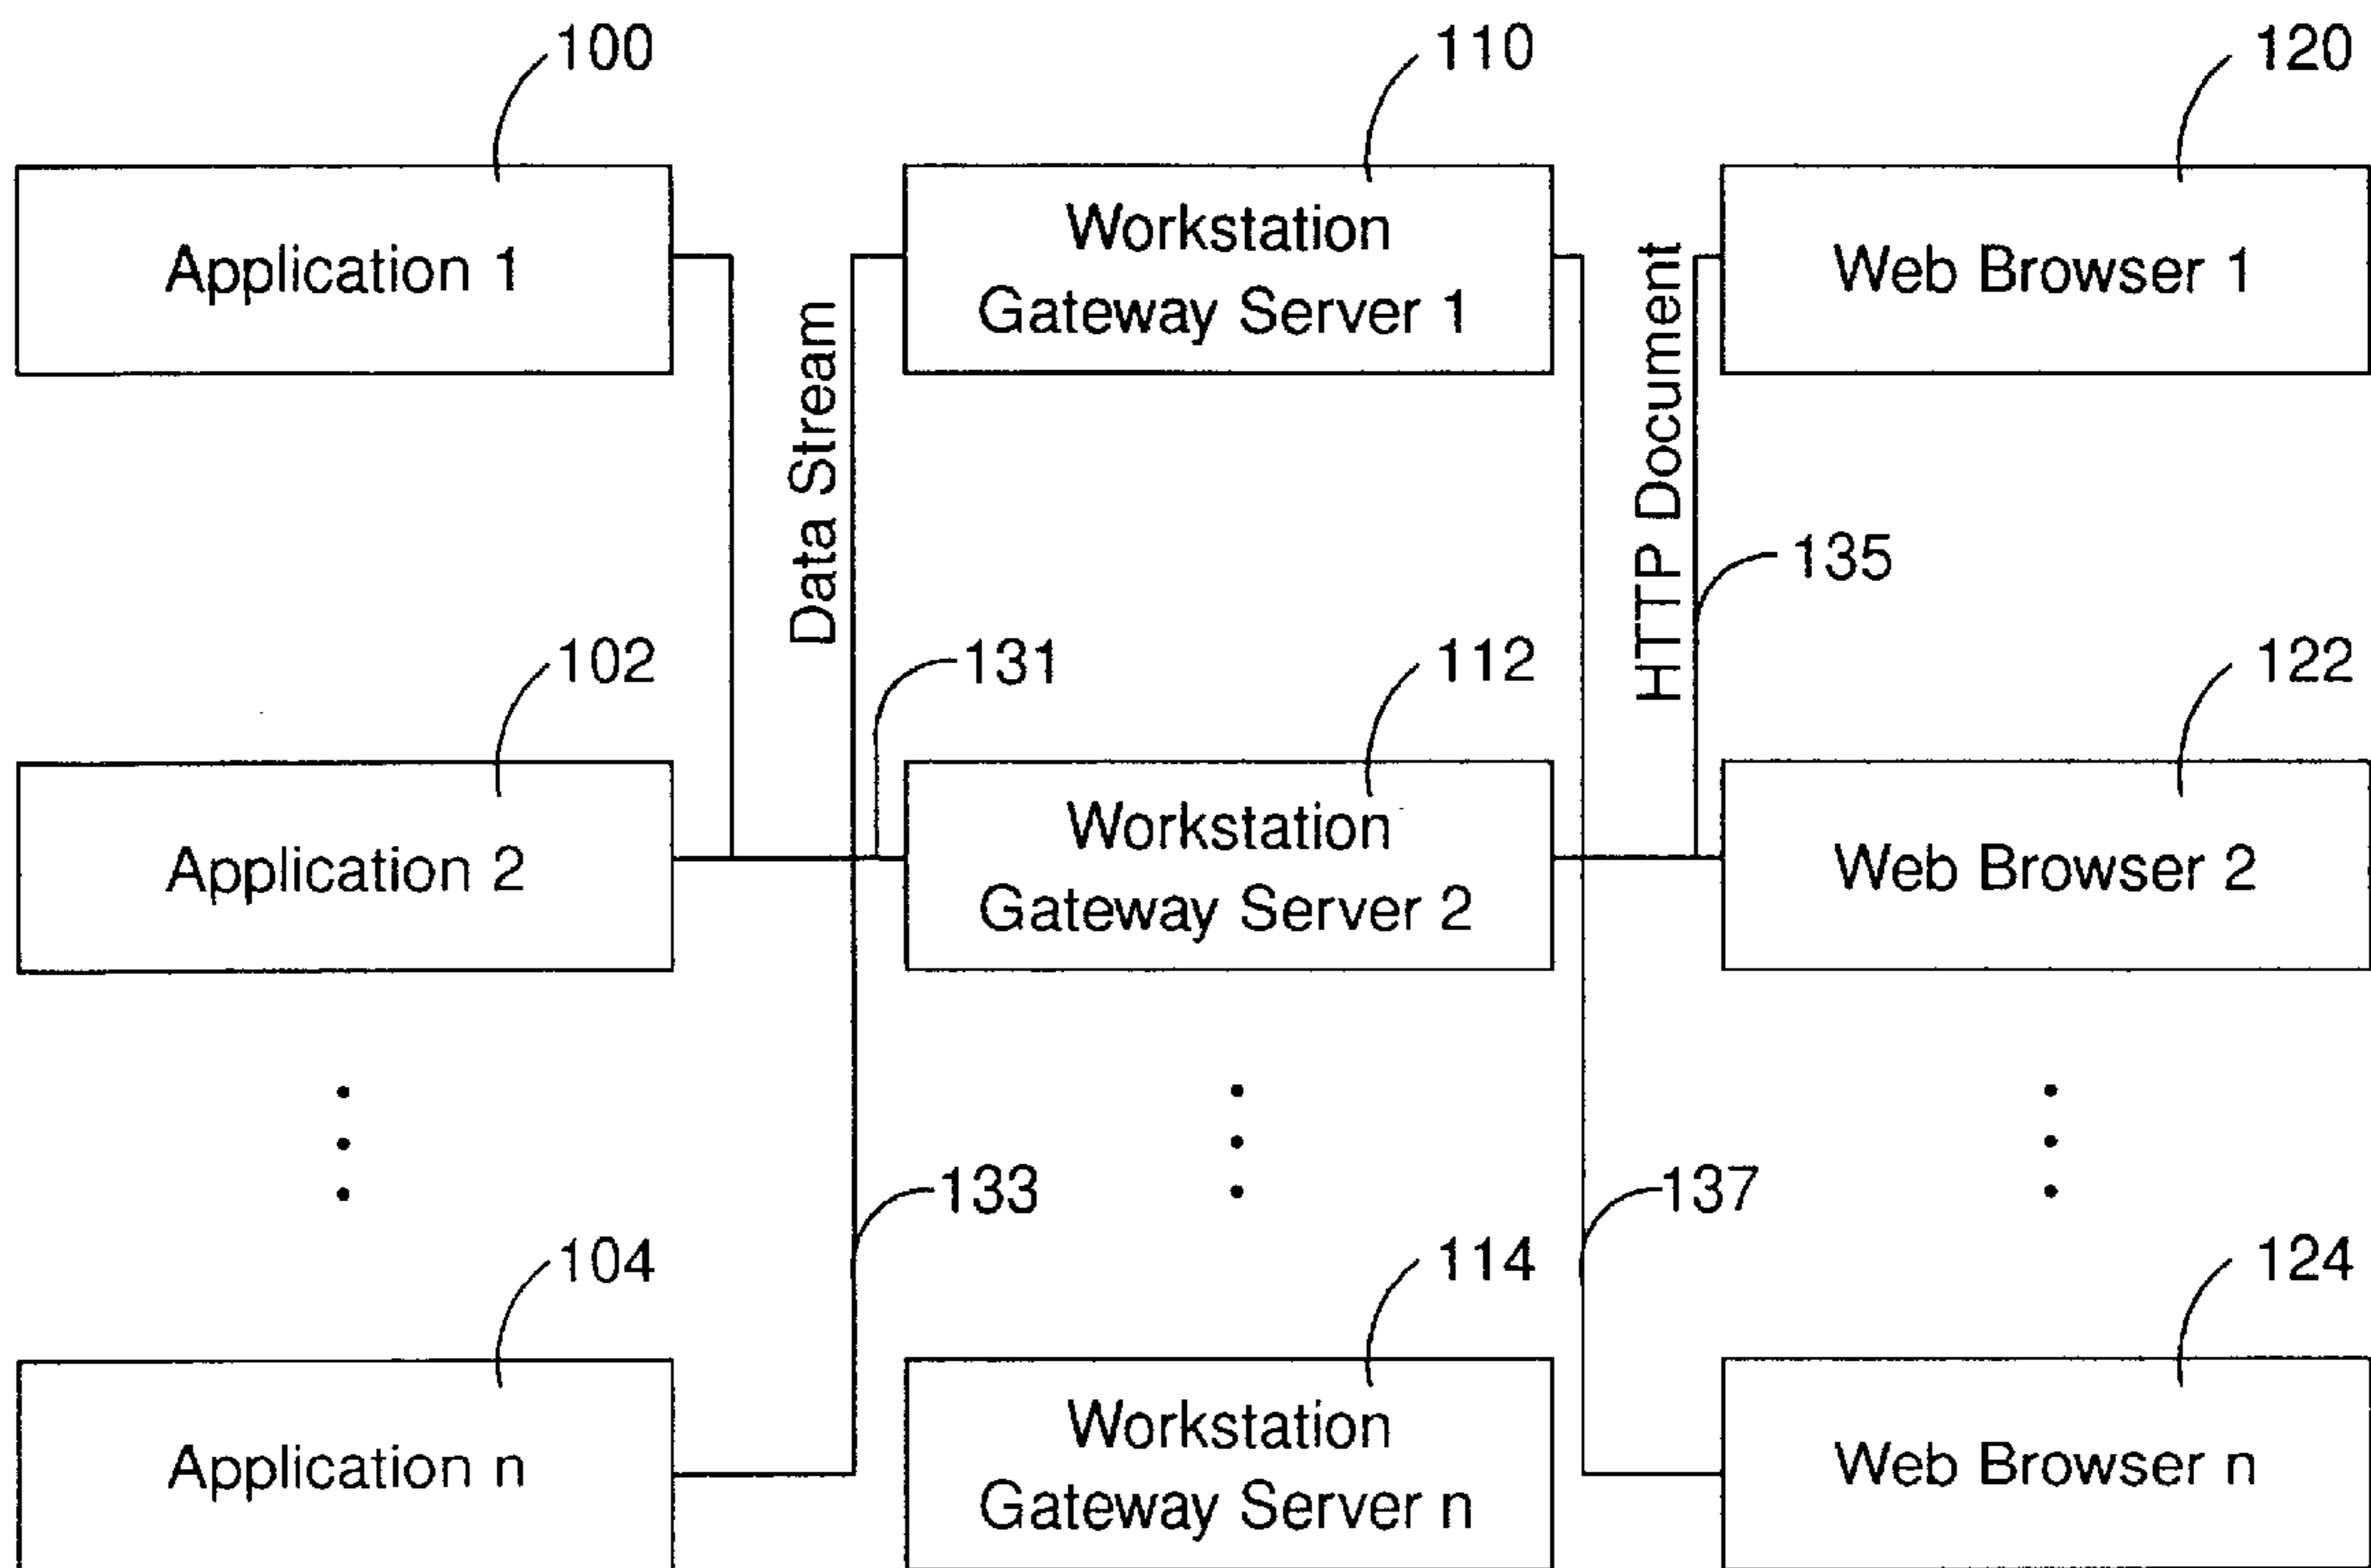 100
110
120
Application 1
Workstation
Gateway Server 1
Web Browser 1
Data Stream
HTTP Document
135
102
131
112
122
Application 2
Workstation
Gateway Server 2
Web Browser 2
133
137
104
114
124
Application n
Workstation
Gateway Server n
Web Browser n